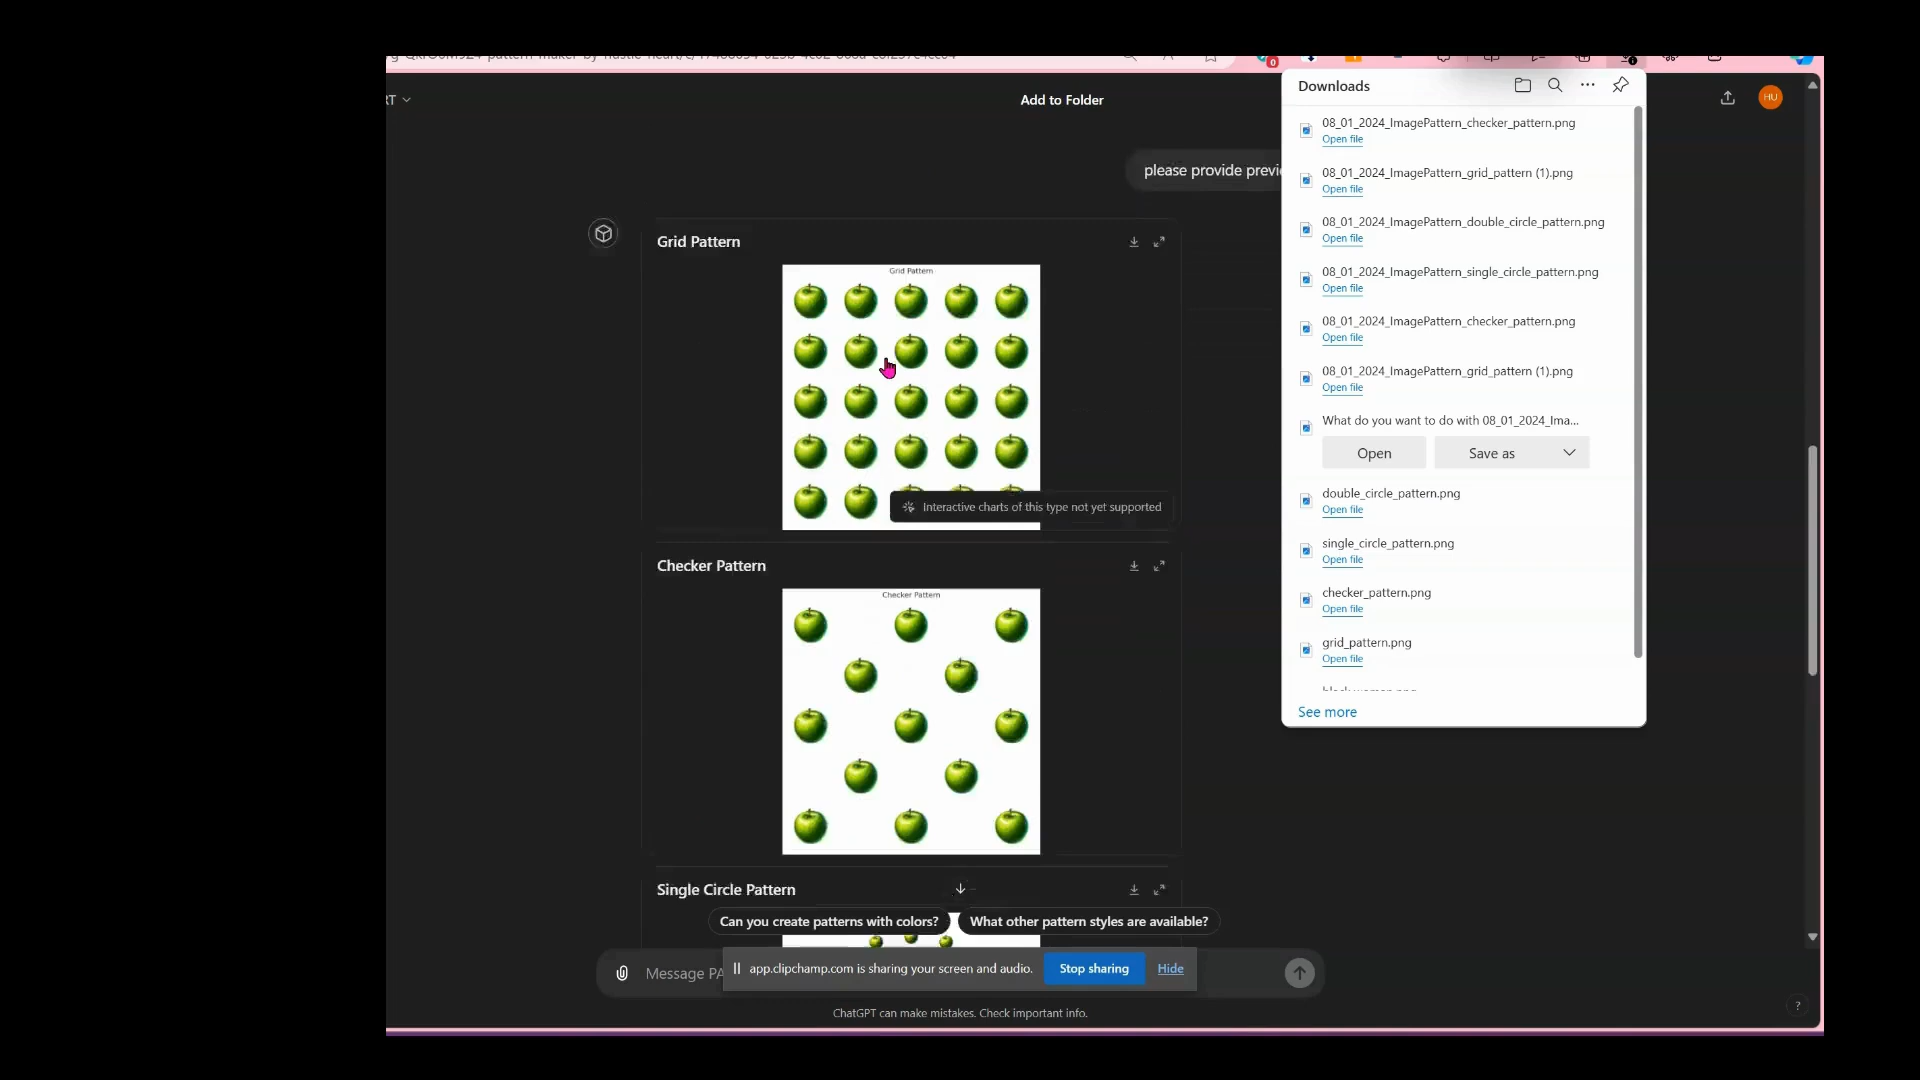 0
Downloads
RT
Add to Folder
HU
please provide previ
08_01_2024_ImagePattern_checker_pattern.png
Open file
08_01_2024_ImagePattern_grid_pattern (1).png
Open file
08_01_2024_ImagePattern_double_circle_pattern.png
Open file
08_01_2024_ImagePattern_single_circle_pattern.png
Open file
08_01_2024_ImagePattern_checker_pattern.png
Open file
08_01_2024_ImagePattern_grid_pattern (1).png
Open file
What do you want to do with 08_01_2024_Ima...
Open
Save as
double_circle_pattern.png
Open file
single_circle_pattern.png
Open file
checker_pattern.png
Open file
grid_pattern.png
Open file
See more
Grid Pattern
Grid Pattern
Interactive charts of this type not yet supported
Checker Pattern
Checker Pattern
Single Circle Pattern
Can you create patterns with colors?
What other pattern styles are available?
Message PA
app.clipchamp.com is sharing your screen and audio.
Stop sharing
Hide
ChatGPT can make mistakes. Check important info.
?